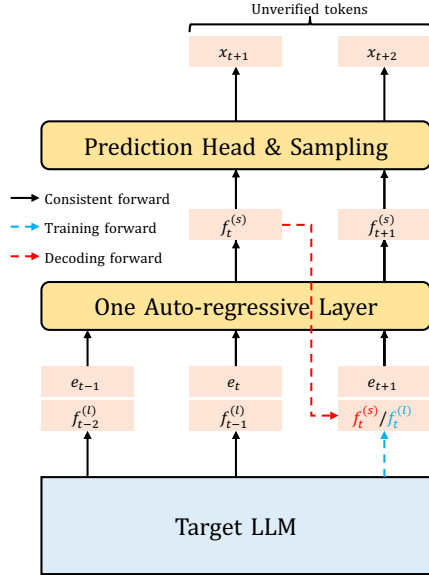 Unverified tokens
x_{t+1} x_{t+2}
Prediction Head & Sampling
Consistent forward
Training forward
Decoding forward
f_t^{(s)} f_{t+1}^{(s)}
One Auto-regressive Layer
e_{t-1} e_t e_{t+1}
f_{t-2}^{(l)} f_{t-1}^{(l)} f_t^{(s)}/f_t^{(l)}
Target LLM